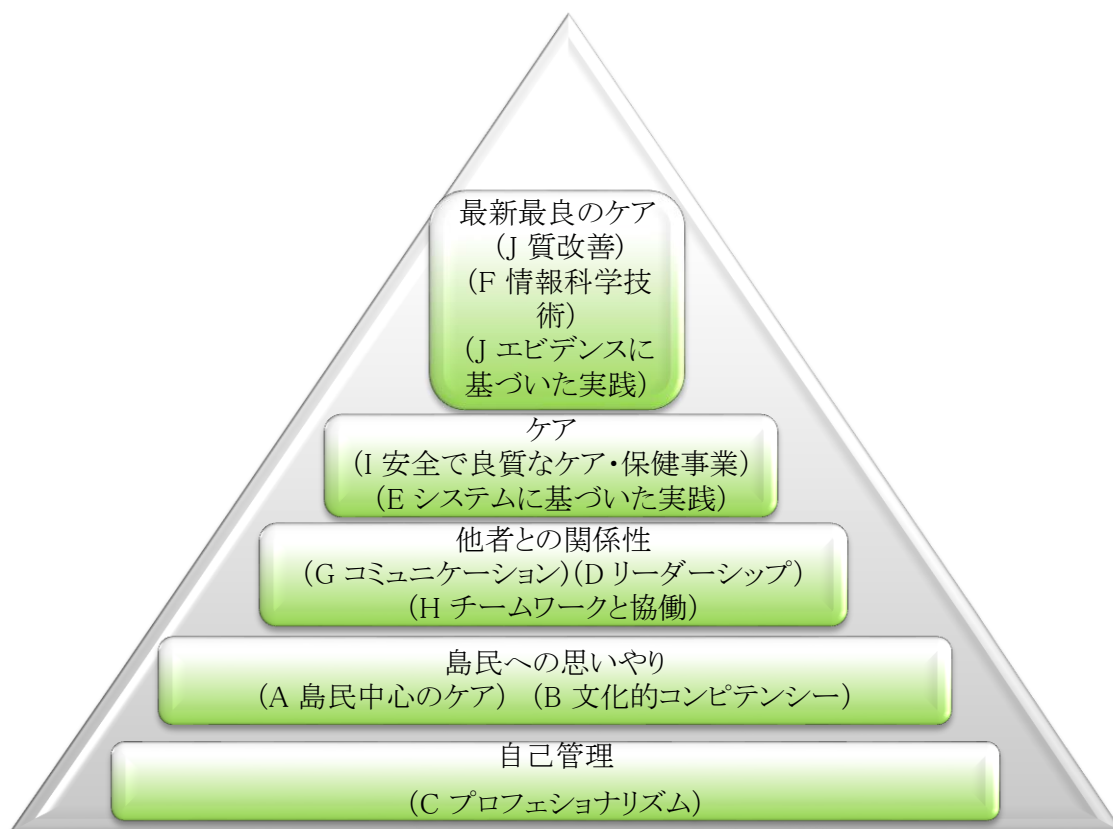 最新最良のケア
(J 質改善)
(F 情報科学技
術)
(J エビデンスに
基づいた実践)
ケア
(I 安全で良質なケア・保健事業)
(E システムに基づいた実践)
他者との関係性
(G コミュニケーション)(D リーダーシップ)
(H チームワークと協働)
島民への思いやり
(A 島民中心のケア) (B 文化的コンピテンシー)
自己管理
(C プロフェショナリズム)